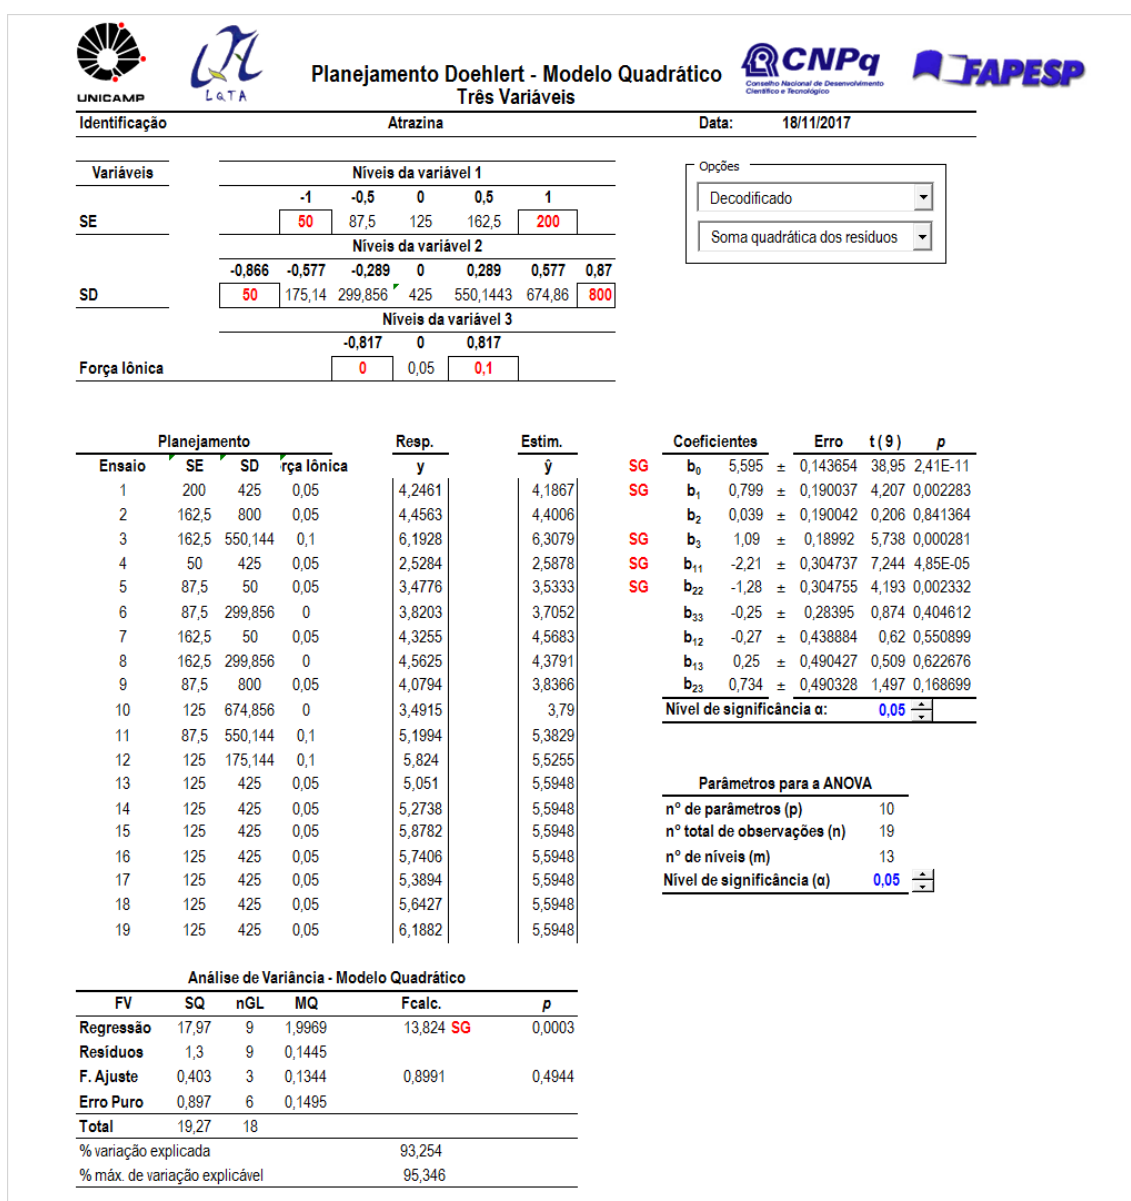 UNICAMP
LQTA
Planejamento Doehlert - Modelo Quadrático
Três Variáveis
CNPq
Conselho Nacional de Desenvolvimento
Científico e Tecnológico
FAPESP
Identificação Atrazina Data: 18/11/2017
Variáveis Níveis da variável 1
-1 -0,5 0 0,5 1
SE 50 87,5 125 162,5 200
Níveis da variável 2
-0,866 -0,577 -0,289 0 0,289 0,577 0,87
SD 50 175,14 299,856 425 550,1443 674,86 800
Níveis da variável 3
-0,817 0 0,817
Força Iônica 0 0,05 0,1
Opções
Decodificado
Soma quadrática dos resíduos
Planejamento Resp. Estim.
Ensaio SE SD rça Iônica y ŷ
1 200 425 0,05 4,2461 4,1867
2 162,5 800 0,05 4,4563 4,4006
3 162,5 550,144 0,1 6,1928 6,3079
4 50 425 0,05 2,5284 2,5878
5 87,5 50 0,05 3,4776 3,5333
6 87,5 299,856 0 3,8203 3,7052
7 162,5 50 0,05 4,3255 4,5683
8 162,5 299,856 0 4,5625 4,3791
9 87,5 800 0,05 4,0794 3,8366
10 125 674,856 0 3,4915 3,79
11 87,5 550,144 0,1 5,1994 5,3829
12 125 175,144 0,1 5,824 5,5255
13 125 425 0,05 5,051 5,5948
14 125 425 0,05 5,2738 5,5948
15 125 425 0,05 5,8782 5,5948
16 125 425 0,05 5,7406 5,5948
17 125 425 0,05 5,3894 5,5948
18 125 425 0,05 5,6427 5,5948
19 125 425 0,05 6,1882 5,5948
Coeficientes Erro t ( 9 ) p
SG b₀ 5,595 ± 0,143654 38,95 2,41E-11
SG b₁ 0,799 ± 0,190037 4,207 0,002283
b₂ 0,039 ± 0,190042 0,206 0,841364
SG b₃ 1,09 ± 0,18992 5,738 0,000281
SG b₁₁ -2,21 ± 0,304737 7,244 4,85E-05
SG b₂₂ -1,28 ± 0,304755 4,193 0,002332
b₃₃ -0,25 ± 0,28395 0,874 0,404612
b₁₂ -0,27 ± 0,438884 0,62 0,550899
b₁₃ 0,25 ± 0,490427 0,509 0,622676
b₂₃ 0,734 ± 0,490328 1,497 0,168699
Nível de significância α: 0,05
Parâmetros para a ANOVA
nº de parâmetros (p) 10
nº total de observações (n) 19
nº de níveis (m) 13
Nível de significância (α) 0,05
Análise de Variância - Modelo Quadrático
FV SQ nGL MQ Fcalc. p
Regressão 17,97 9 1,9969 13,824 SG 0,0003
Resíduos 1,3 9 0,1445
F. Ajuste 0,403 3 0,1344 0,8991 0,4944
Erro Puro 0,897 6 0,1495
Total 19,27 18
% variação explicada 93,254
% máx. de variação explicável 95,346